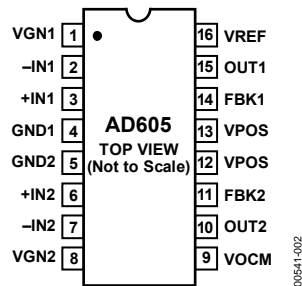 VGN1 1 16 VREF
–IN1 2 15 OUT1
+IN1 3 14 FBK1
GND1 4 AD605 13 VPOS
TOP VIEW
GND2 5 (Not to Scale) 12 VPOS
+IN2 6 11 FBK2
–IN2 7 10 OUT2
VGN2 8 9 VOCM
00541-002